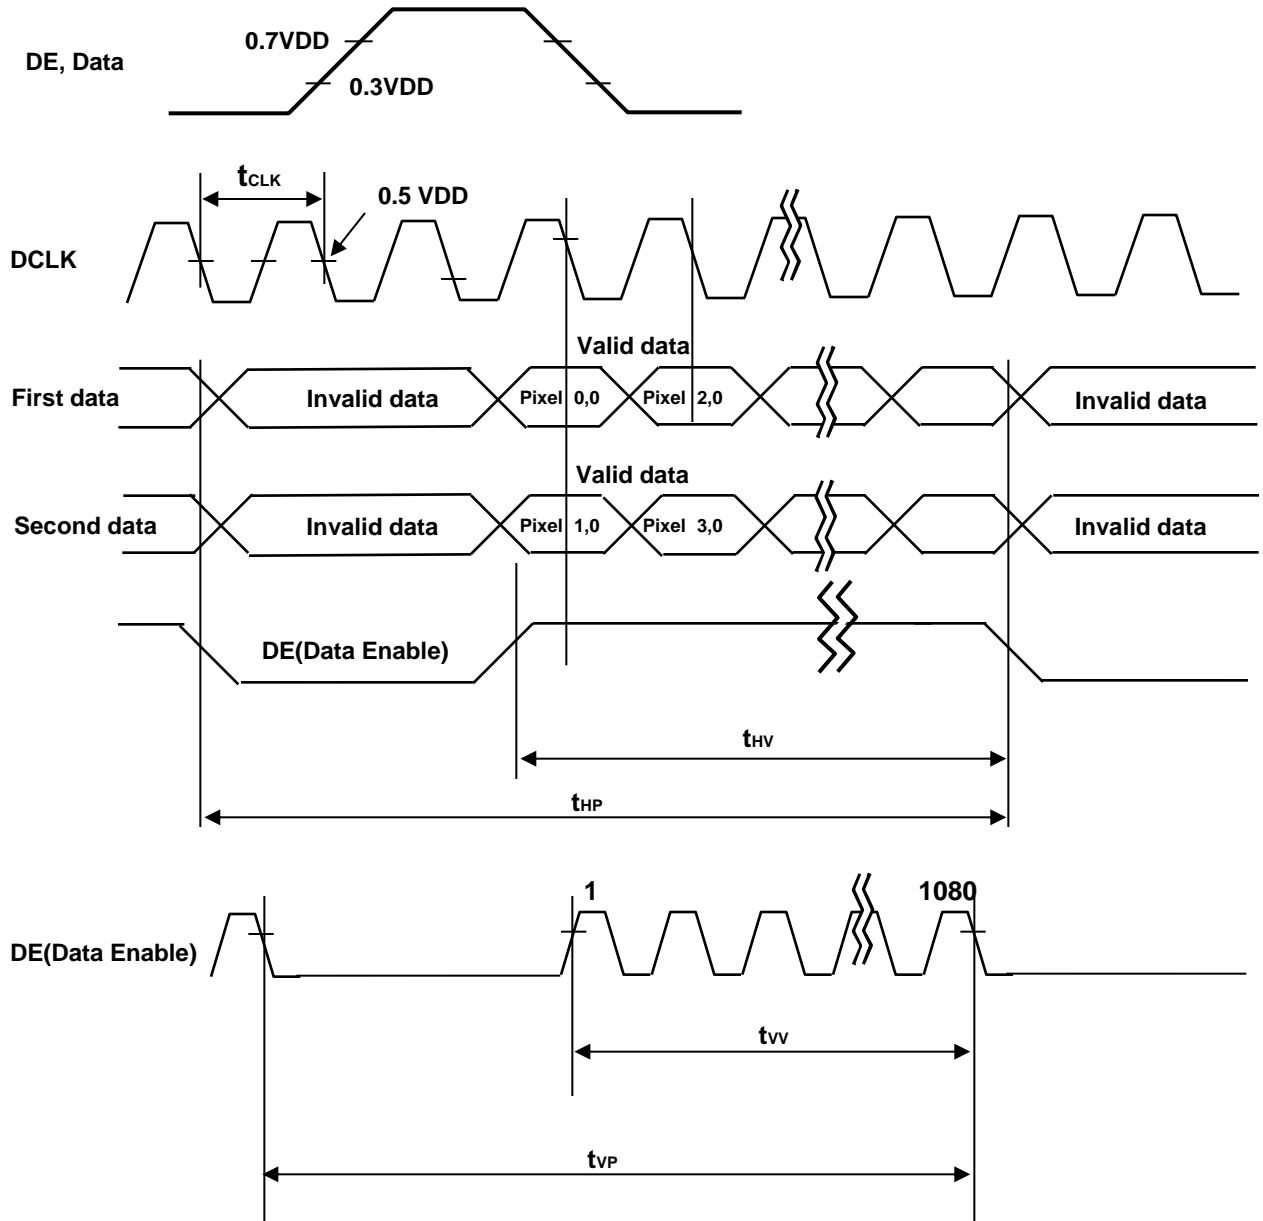 0.7VDD
DE, Data
0.3VDD
tCLK
0.5 VDD
DCLK
Valid data
First data
Invalid data
Pixel 0,0
Pixel 2,0
Invalid data
Valid data
Second data
Invalid data
Pixel 1,0
Pixel 3,0
Invalid data
DE(Data Enable)
tHV
tHP
1
1080
DE(Data Enable)
tVV
tVP